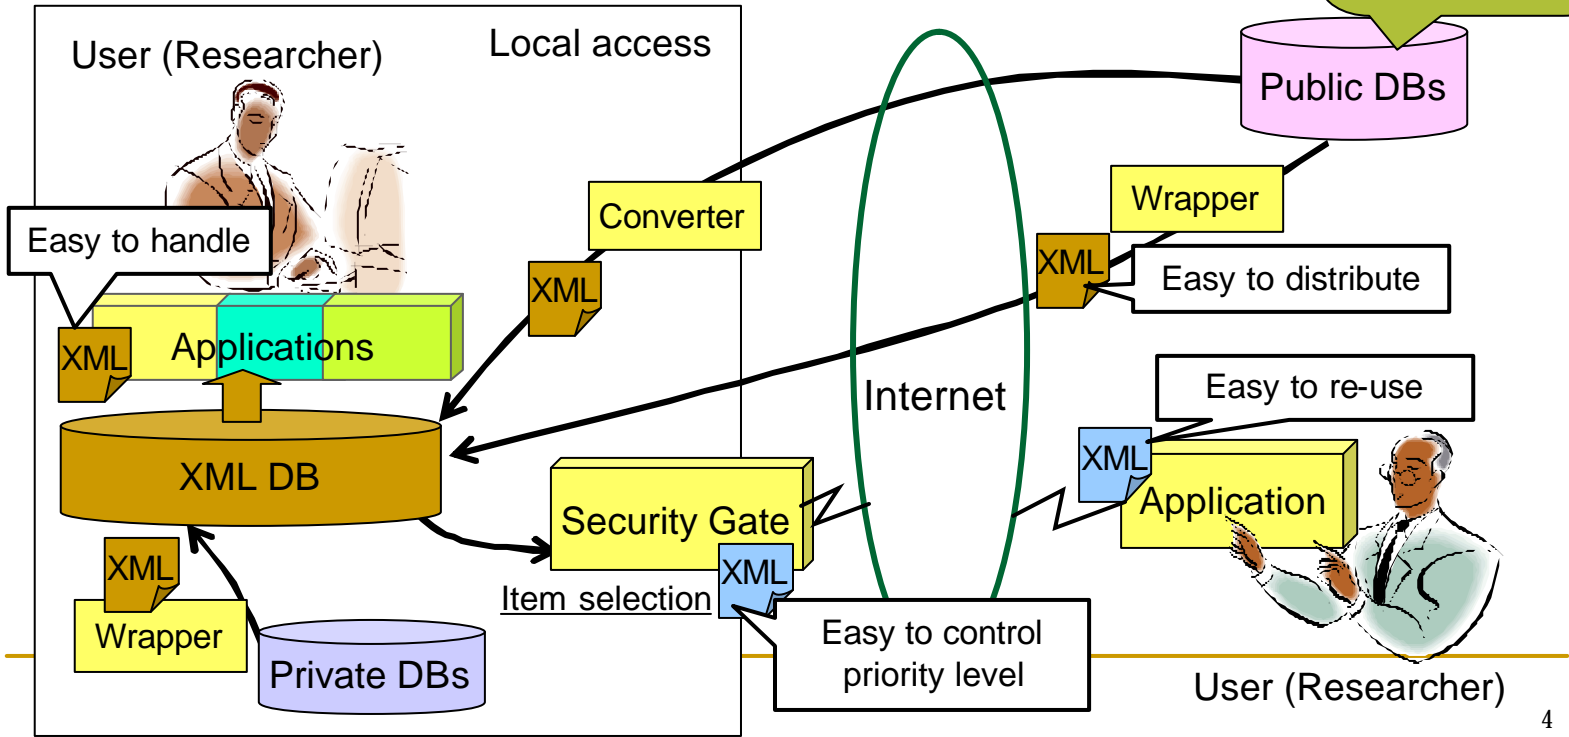 User (Researcher)
Local access
Public DBs
Converter
Wrapper
Easy to handle
XML
XML
Easy to distribute
XML
Applications
Internet
Easy to re-use
XML
XML DB
Security Gate
Application
XML
XML
Item selection
Wrapper
Private DBs
Easy to control
priority level
User (Researcher)
4